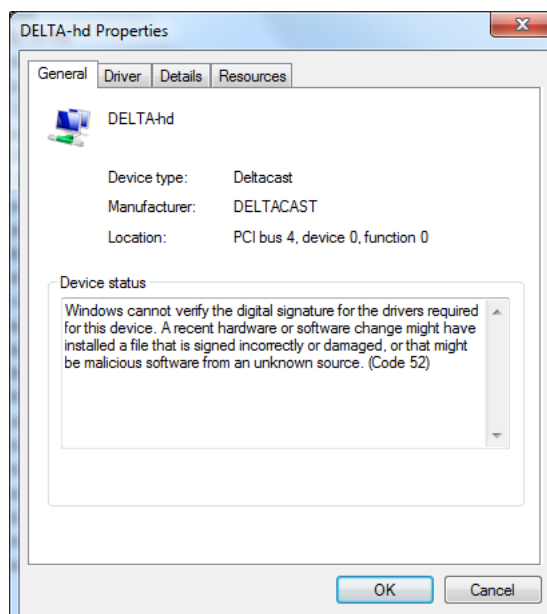 DELTA-hd Properties
General Driver Details Resources
DELTA-hd
Device type: Deltacast
Manufacturer: DELTACAST
Location: PCI bus 4, device 0, function 0
Device status
Windows cannot verify the digital signature for the drivers required
for this device. A recent hardware or software change might have
installed a file that is signed incorrectly or damaged, or that might
be malicious software from an unknown source. (Code 52)
OK Cancel